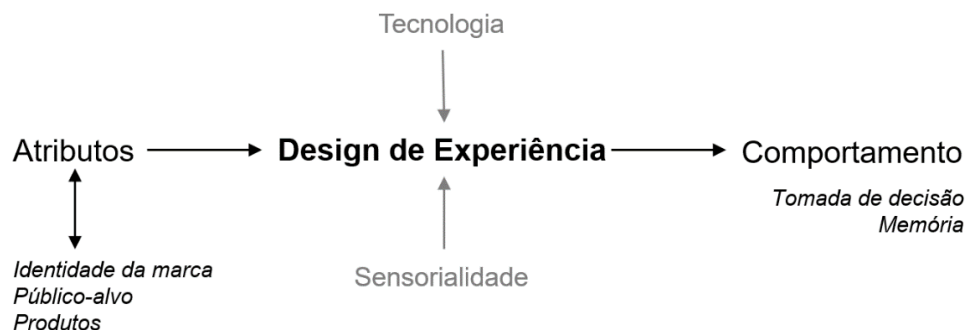 Tecnologia
Atributos
Design de Experiência
Comportamento
Tomada de decisão
Memória
Identidade da marca
Público-alvo
Produtos
Sensorialidade